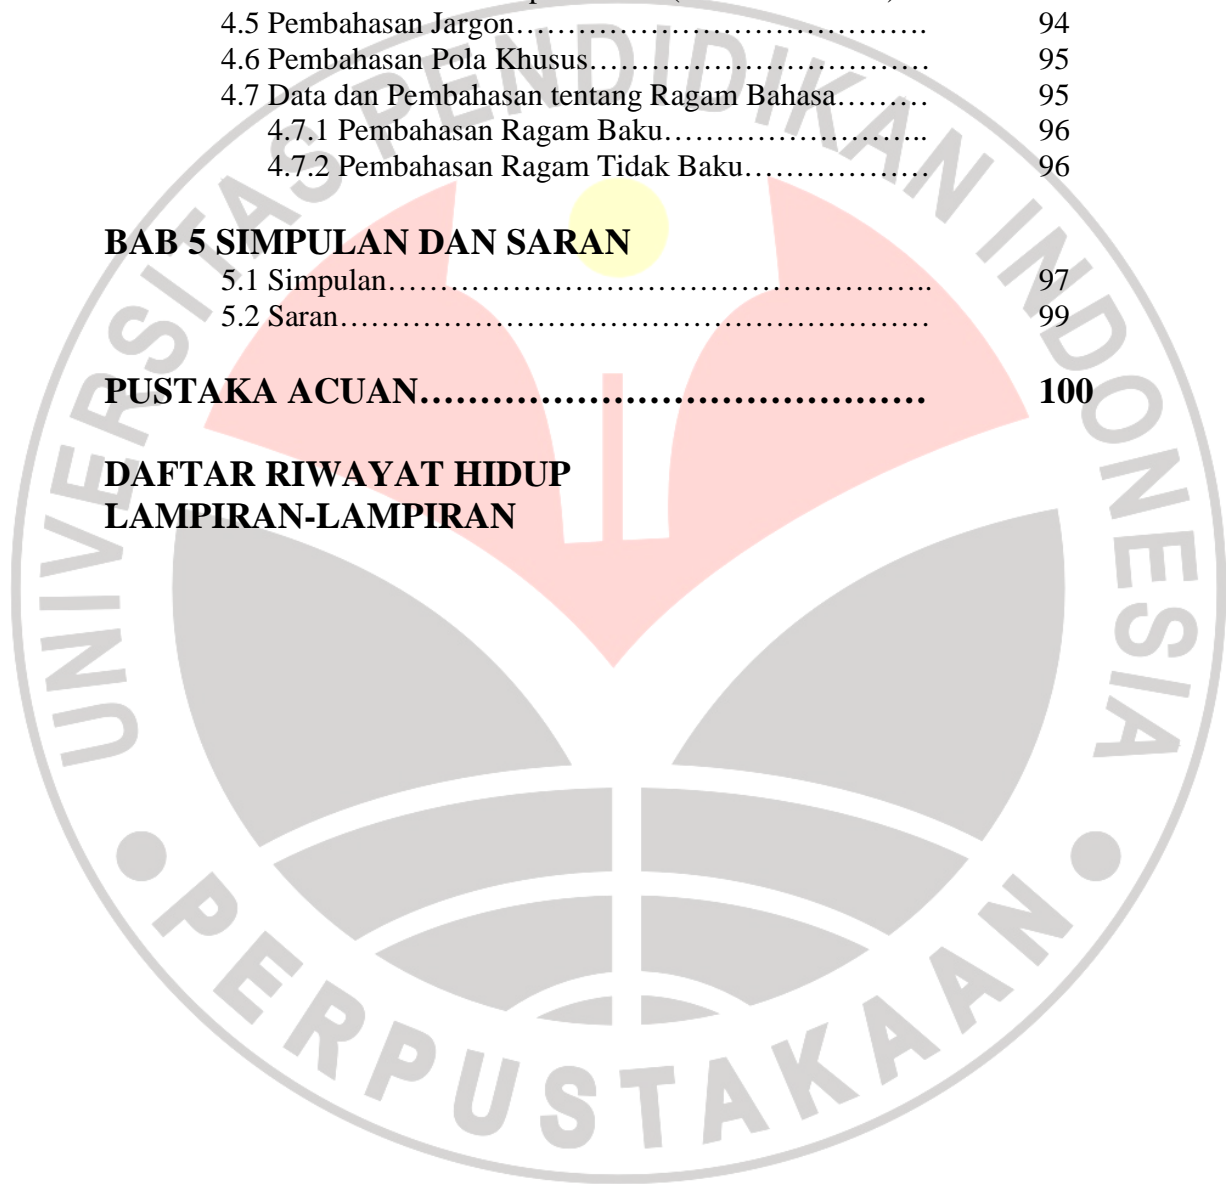 4.5 Pembahasan Jargon…………………………………. 94
4.6 Pembahasan Pola Khusus…………………………… 95
4.7 Data dan Pembahasan tentang Ragam Bahasa……… 95
4.7.1 Pembahasan Ragam Baku…………………….. 96
4.7.2 Pembahasan Ragam Tidak Baku……………… 96
BAB 5 SIMPULAN DAN SARAN
5.1 Simpulan…………………………………………….. 97
5.2 Saran………………………………………………… 99
PUSTAKA ACUAN…………………………………… 100
DAFTAR RIWAYAT HIDUP
LAMPIRAN-LAMPIRAN
UNIVERSITAS PENDIDIKAN INDONESIA
PERPUSTAKAAN